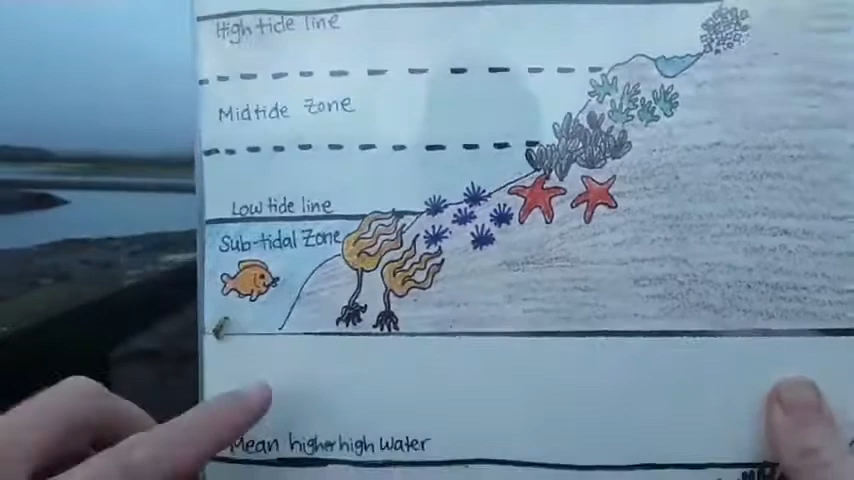 High tide line
Midtide Zone
Low tide line
Sub-tidal Zone
Mean higher high water